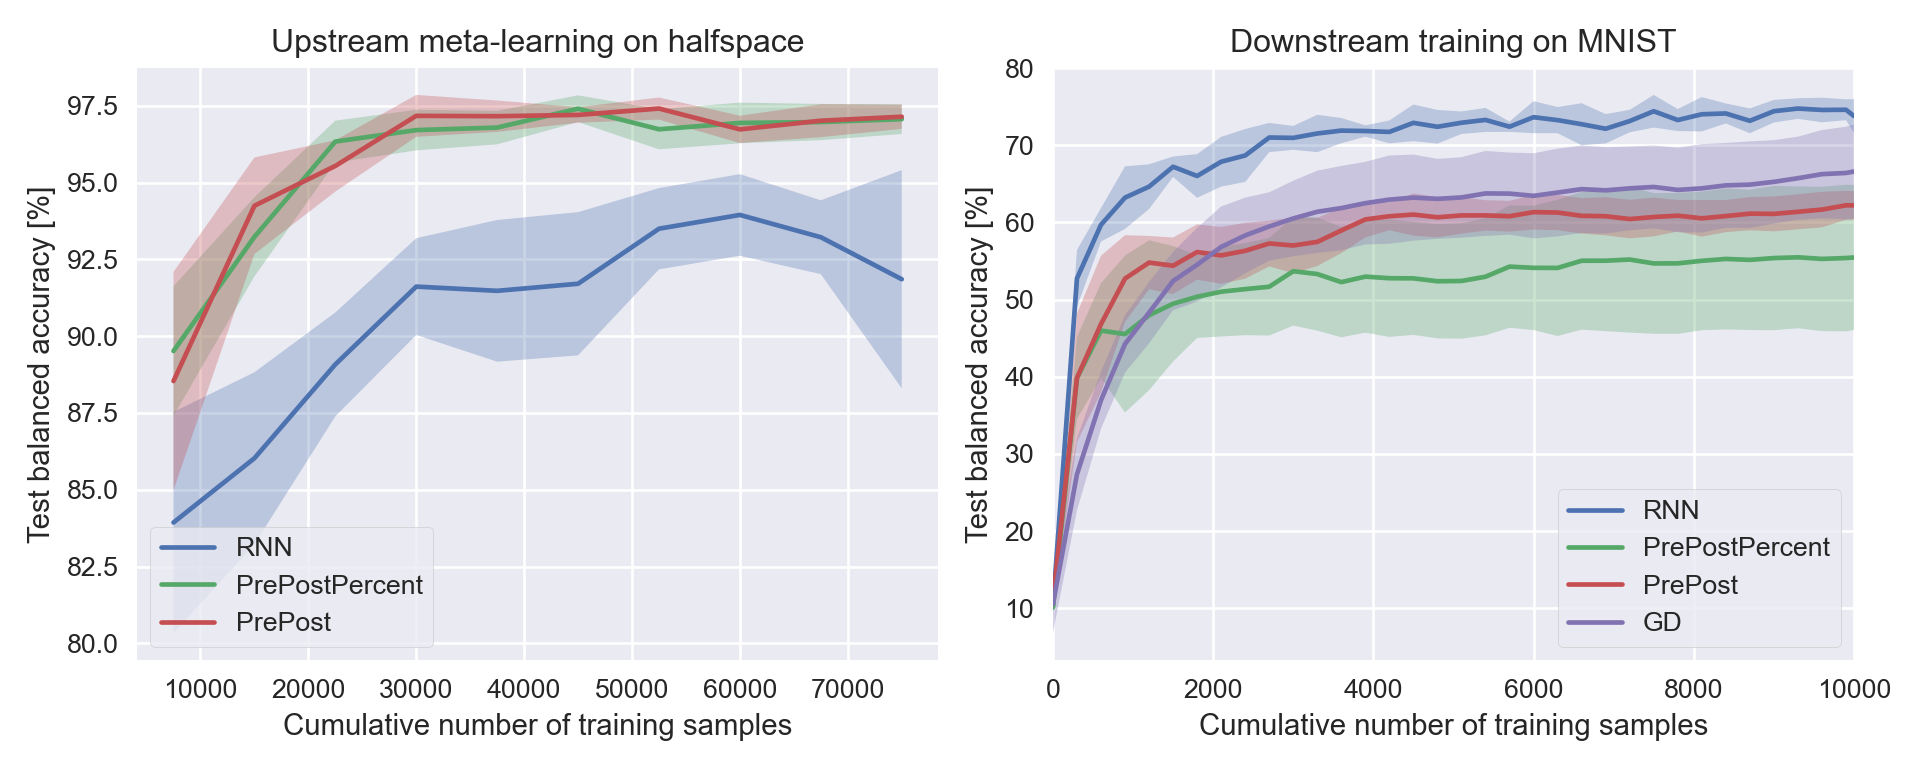 Upstream meta-learning on halfspace
Test balanced accuracy [%]
97.5
95.0
92.5
90.0
87.5
85.0
82.5
80.0
RNN
PrePostPercent
PrePost
10000 20000 30000 40000 50000 60000 70000
Cumulative number of training samples
Downstream training on MNIST
Test balanced accuracy [%]
80
70
60
50
40
30
20
10
RNN
PrePostPercent
PrePost
GD
0 2000 4000 6000 8000 10000
Cumulative number of training samples